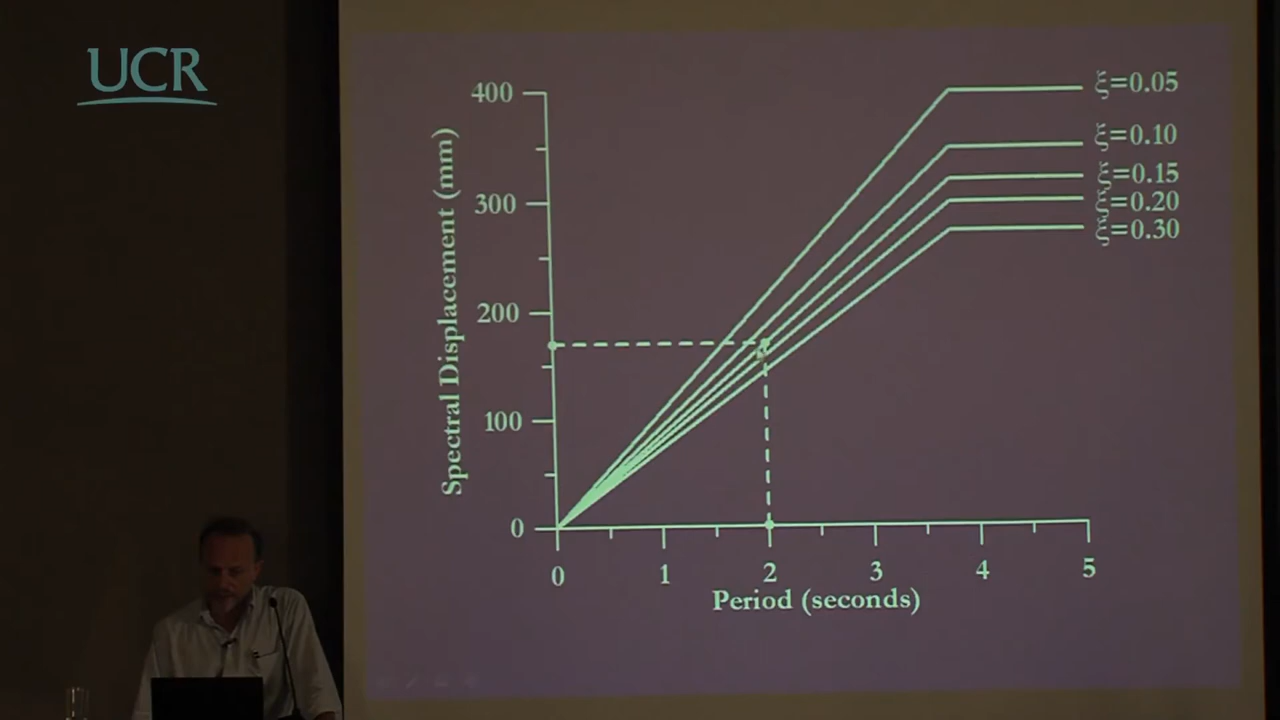 UCR
400
300
200
100
0
Spectral Displacement (mm)
ξ=0.05
ξ=0.10
ξ=0.15
ξ=0.20
ξ=0.30
0 1 2 3 4 5
Period (seconds)